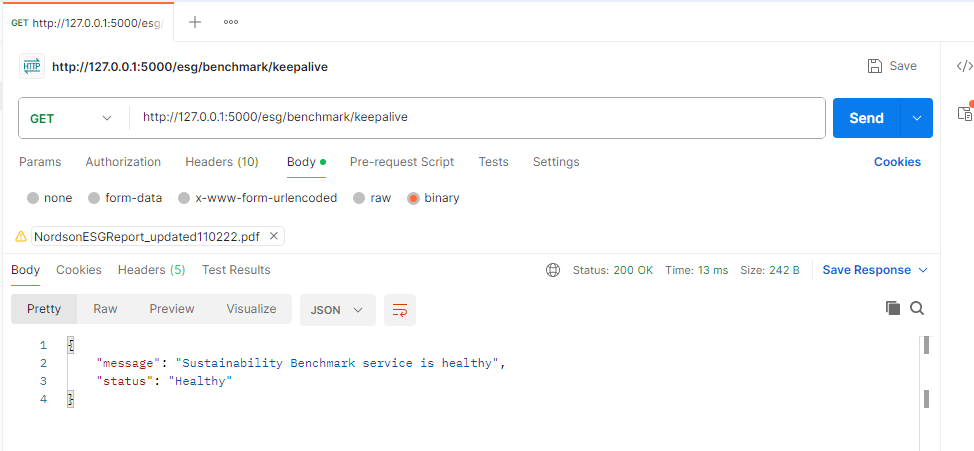 GET http://127.0.0.1:5000/esg/
HTTP http://127.0.0.1:5000/esg/benchmark/keepalive Save
GET http://127.0.0.1:5000/esg/benchmark/keepalive Send
Params Authorization Headers (10) Body Pre-request Script Tests Settings Cookies
none form-data x-www-form-urlencoded raw binary
NordsonESGReport_updated110222.pdf
Body Cookies Headers (5) Test Results Status: 200 OK Time: 13 ms Size: 242 B Save Response
Pretty Raw Preview Visualize JSON
1 {
2 "message": "Sustainability Benchmark service is healthy",
3 "status": "Healthy"
4 }